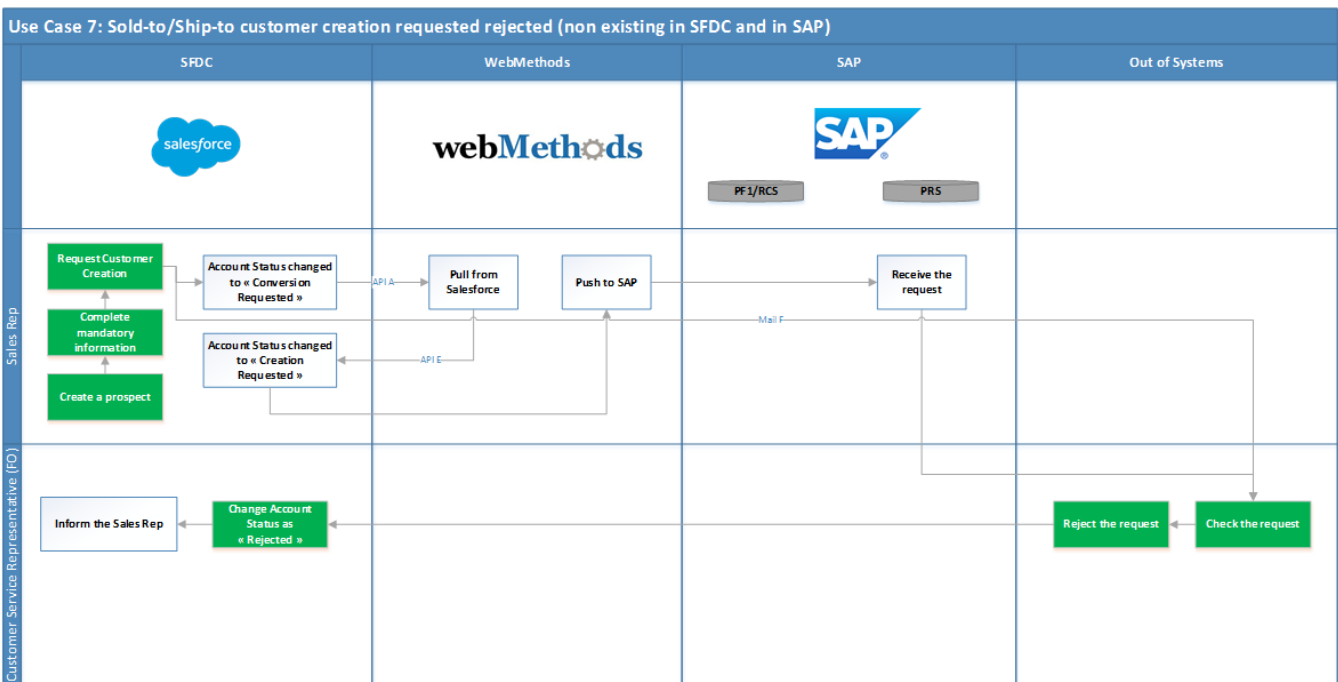 Use Case 7: Sold-to/Ship-to customer creation requested rejected (non existing in SFDC and in SAP)
SFDC
WebMethods
SAP
Out of Systems
salesforce
webMethods
SAP
®
PF1/RCS
PRS
Sales Rep
Request Customer
Creation
Account Status changed
to « Conversion
Requested »
API A
Pull from
Salesforce
Push to SAP
Receive the
request
Complete
mandatory
information
Mail F
Account Status changed
to « Creation
Requested »
API E
Create a prospect
Customer Service Representative (FO)
Inform the Sales Rep
Change Account
Status as
« Rejected »
Reject the request
Check the request